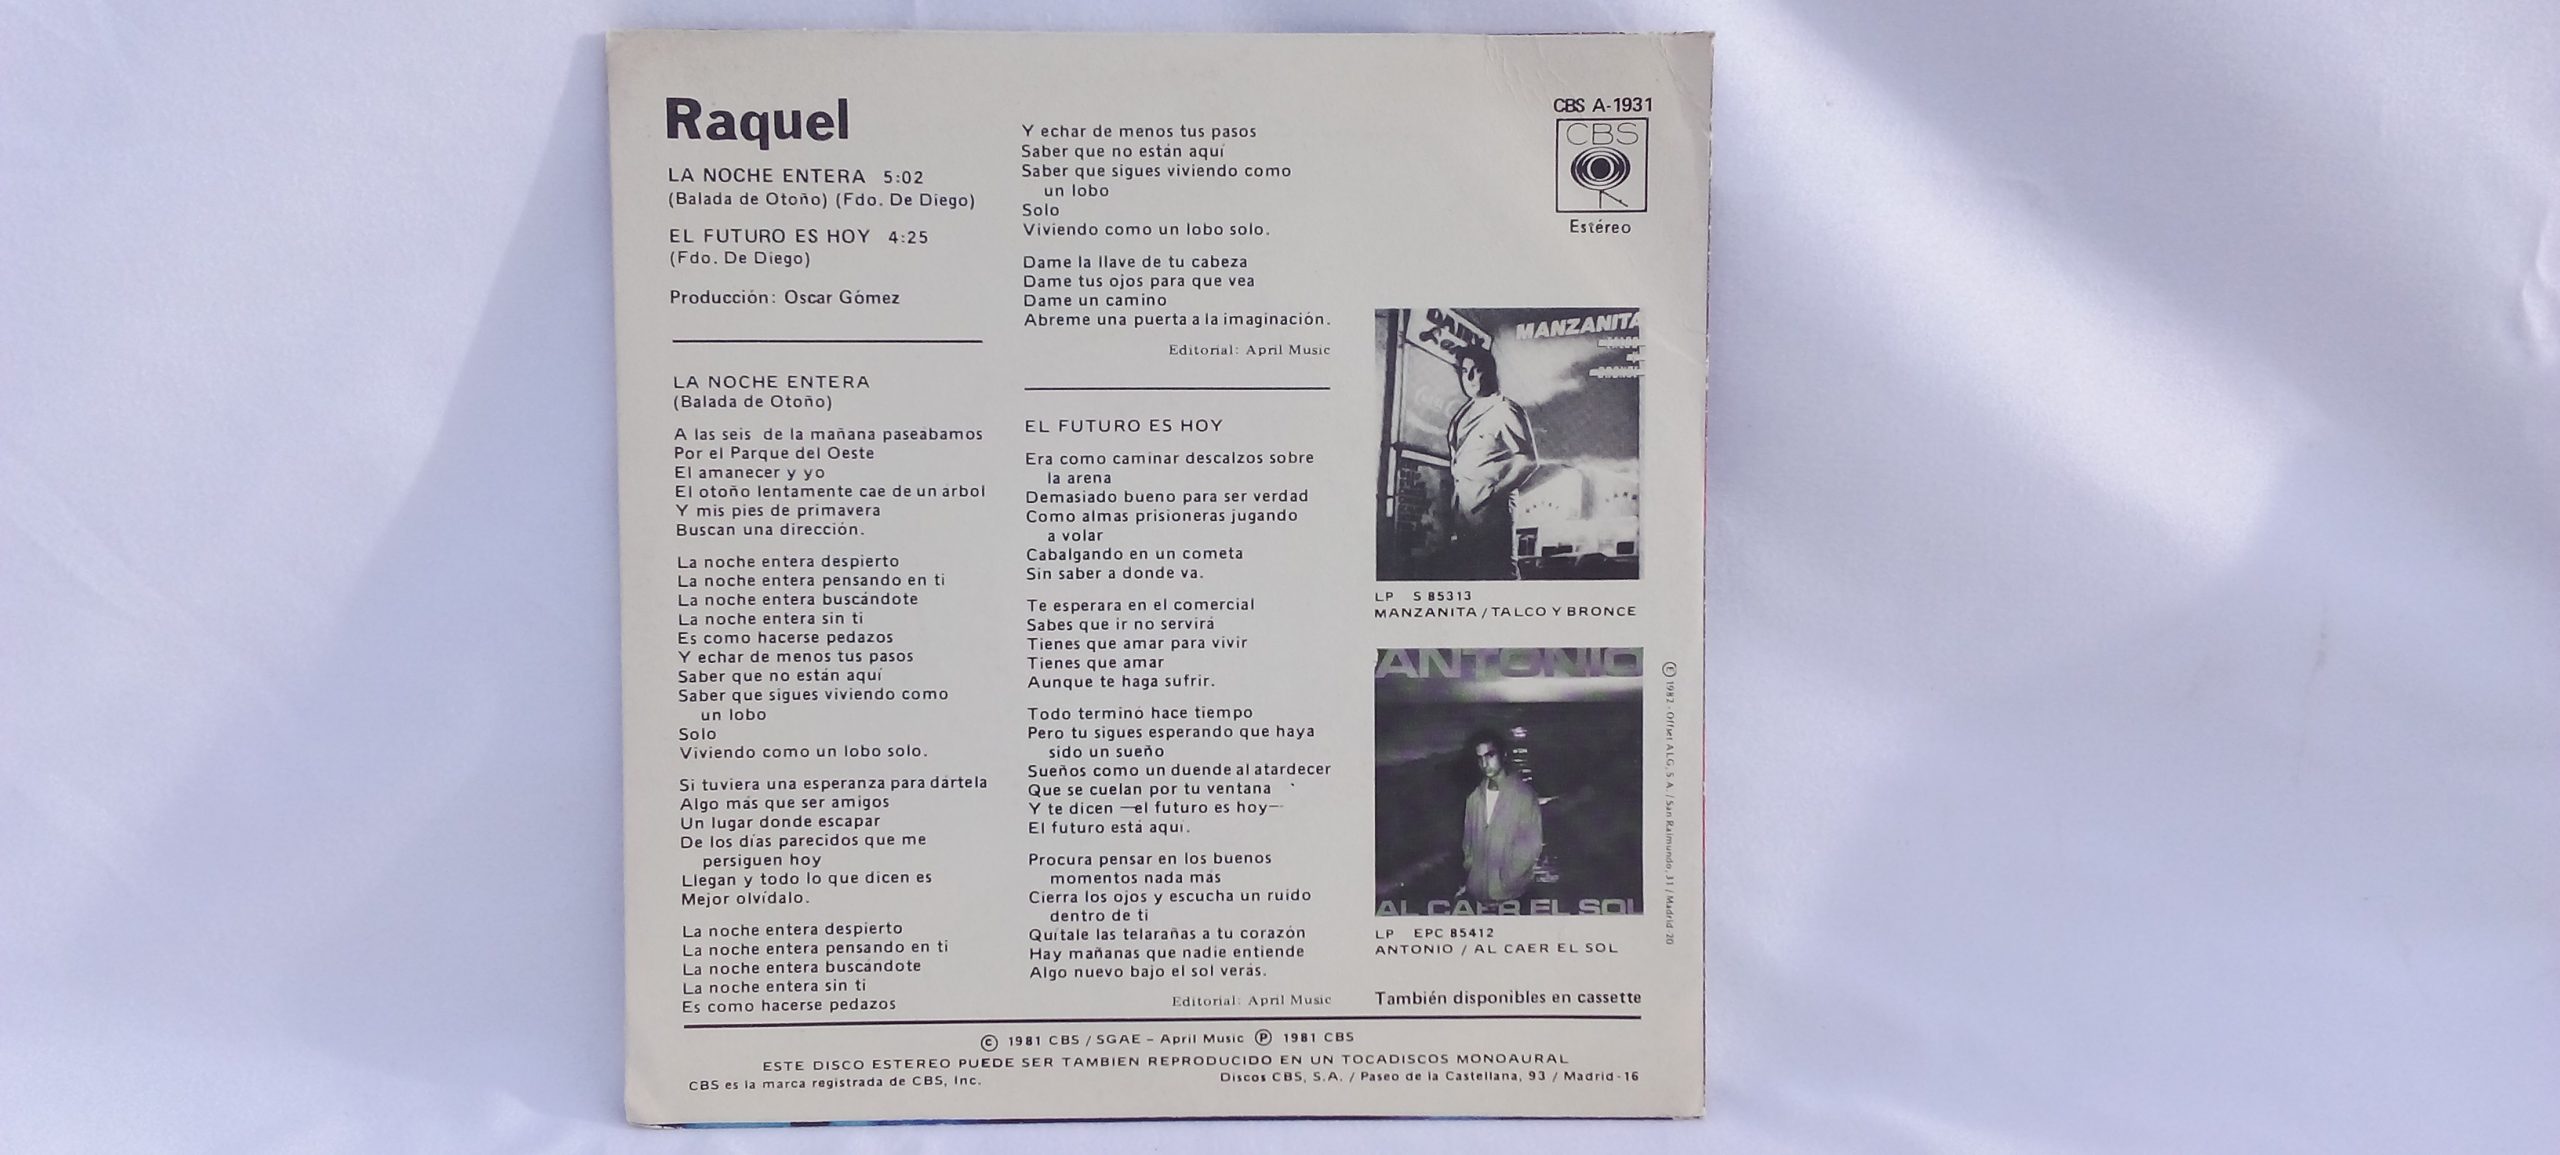 Raquel
LA NOCHE ENTERA 5:02
(Balada de Otoño) (Fdo. De Diego)
EL FUTURO ES HOY 4:25
(Fdo. De Diego)
Producción: Oscar Gómez
LA NOCHE ENTERA
(Balada de Otoño)
A las seis de la mañana paseabamos
Por el Parque del Oeste
El amanecer y yo
El otoño lentamente cae de un arbol
Y mis pies de primavera
Buscan una dirección.
La noche entera despierto
La noche entera pensando en ti
La noche entera buscándote
La noche entera sin ti
Es como hacerse pedazos
Y echar de menos tus pasos
Saber que no están aquí
Saber que sigues viviendo como
un lobo
Solo
Viviendo como un lobo solo.
Si tuviera una esperanza para dártela
Algo más que ser amigos
Un lugar donde escapar
De los días parecidos que me
persiguen hoy
Llegan y todo lo que dicen es
Mejor olvídalo.
La noche entera despierto
La noche entera pensando en ti
La noche entera buscándote
La noche entera sin ti
Es como hacerse pedazos
Y echar de menos tus pasos
Saber que no están aquí
Saber que sigues viviendo como
un lobo
Solo
Viviendo como un lobo solo.
Dame la llave de tu cabeza
Dame tus ojos para que vea
Dame un camino
Abreme una puerta a la imaginación.
Editorial: April Music
EL FUTURO ES HOY
Era como caminar descalzos sobre
la arena
Demasiado bueno para ser verdad
Como almas prisioneras jugando
a volar
Cabalgando en un cometa
Sin saber a donde va.
Te esperara en el comercial
Sabes que ir no servirá
Tienes que amar para vivir
Tienes que amar
Aunque te haga sufrir.
Todo terminó hace tiempo
Pero tu sigues esperando que haya
sido un sueño
Sueños como un duende al atardecer
Que se cuelan por tu ventana
Y te dicen —el futuro es hoy—
El futuro está aquí.
Procura pensar en los buenos
momentos nada más
Cierra los ojos y escucha un ruido
dentro de ti
Quítale las telarañas a tu corazón
Hay mañanas que nadie entiende
Algo nuevo bajo el sol verás.
Editorial: April Music
CBS A-1931
CBS
Estéreo
MANZANITA
LP S 85313
MANZANITA / TALCO Y BRONCE
ANTONIO
AL CAER EL SOL
LP EPC 85412
ANTONIO / AL CAER EL SOL
También disponibles en cassette
Ⓔ 1982 - Offset ALG, S.A. / San Raimundo, 31 / Madrid-20
© 1981 CBS / SGAE – April Music Ⓟ 1981 CBS
ESTE DISCO ESTEREO PUEDE SER TAMBIEN REPRODUCIDO EN UN TOCADISCOS MONOAURAL
CBS es la marca registrada de CBS, Inc.
Discos CBS, S.A. / Paseo de la Castellana, 93 / Madrid-16